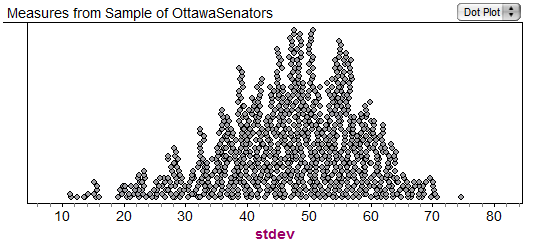 Measures from Sample of OttawaSenators
Dot Plot
10 20 30 40 50 60 70 80
stdev